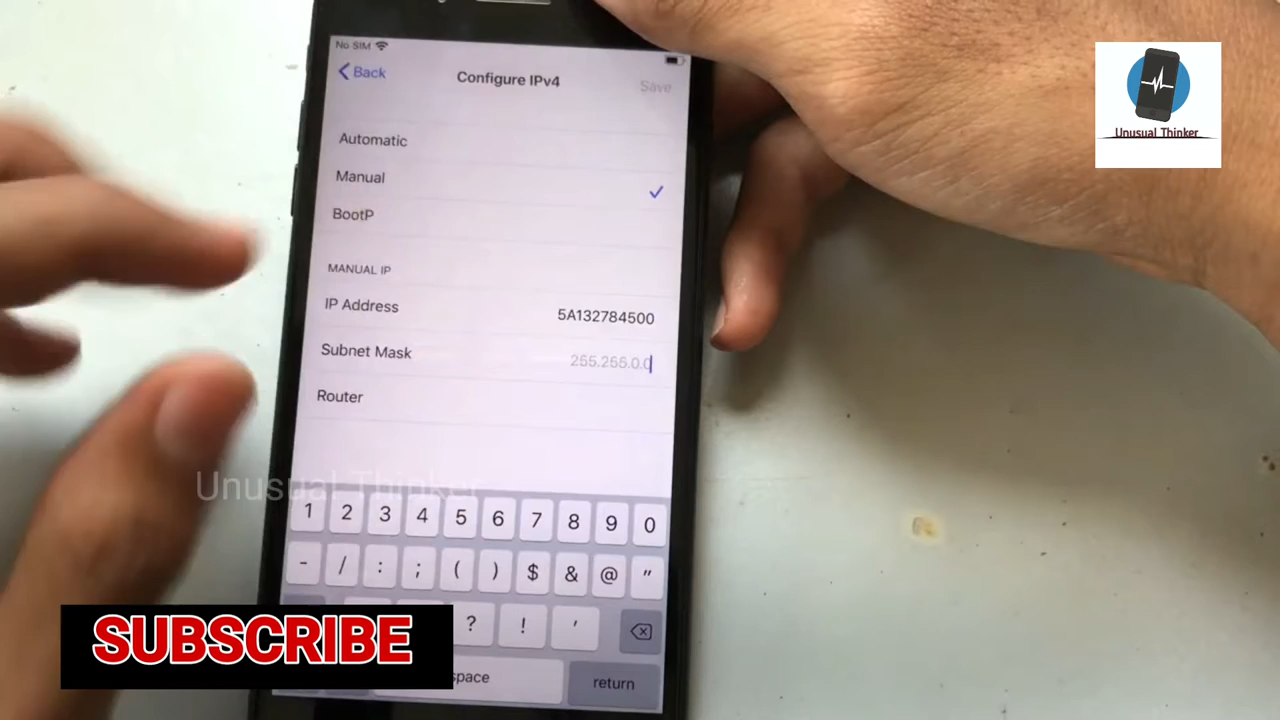 No SIM
Back
Configure IPv4
Save
Automatic
Manual
BootP
MANUAL IP
IP Address
5A132784500
Subnet Mask
255.255.0.0
Router
1 2 3 4 5 6 7 8 9 0
- / : ; ( ) $ & @ "
? ! '
space
return
Unusual Thinker
Unusual Thinker
SUBSCRIBE